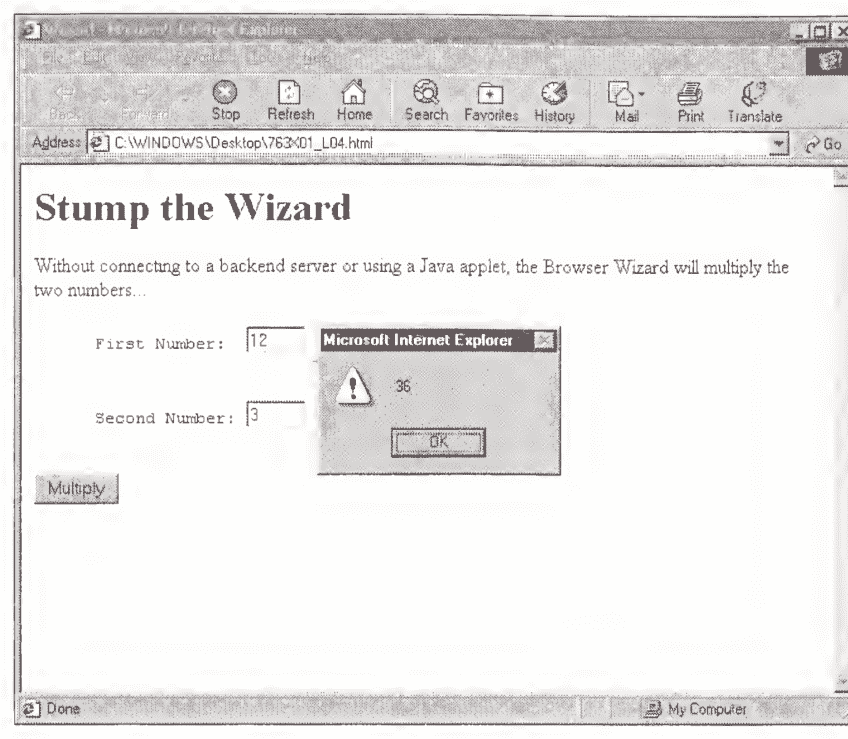 Stop Refresh Home Search Favorites History Mail Print Translate
Address C:\WINDOWS\Desktop\763X01_L04.html Go
Stump the Wizard
Without connecting to a backend server or using a Java applet, the Browser Wizard will multiply the
two numbers...
First Number: 12
Microsoft Internet Explorer
36
Second Number: 3
OK
Multiply
Done My Computer